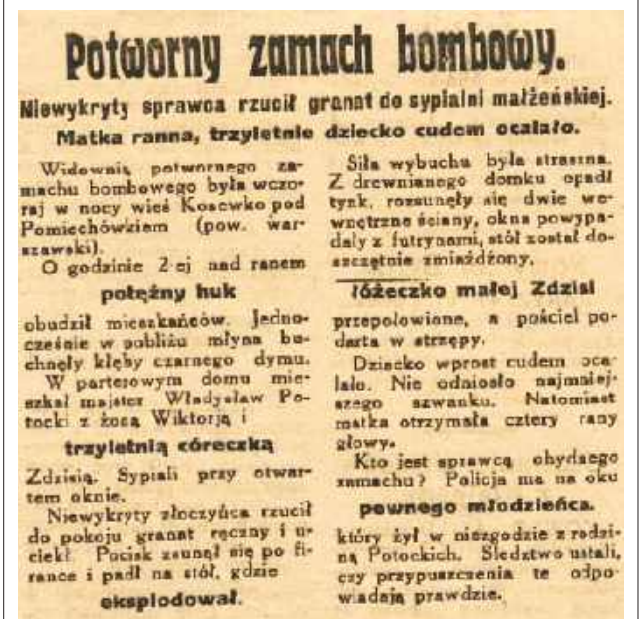 Potworny zamach bombowy.
Niewykryty sprawca rzucił granat do sypialni małżeńskiej.
Matka ranna, trzyletnie dziecko cudem ocalało.
Widownią potwornego za-
machu bombowego była wczo-
raj w nocy wieś Kosewko pod
Pomiechówkiem (pow. war-
szawski).
O godzinie 2-ej nad ranem
potężny huk
obudził mieszkańców. Jedno-
cześnie w pobliżu młyna bu-
chnęły kłęby czarnego dymu.
W parterowym domu mie-
szkał majster Władysław Po-
tocki z żoną Wiktorją i
trzyletnią córeczką
Zdzisią. Sypiali przy otwar-
tem oknie.
Niewykryty złoczyńca rzucił
do pokoju granat ręczny i u-
ciekł. Pocisk zsunął się po fi-
rance i padł na stół, gdzie
eksplodował.
Siła wybuchu była straszna.
Z drewnianego domku opadł
tynk, rozsunęły się dwie we-
wnętrzne ściany, okna powypa-
dały z futrynami, stół został do-
szczętnie zmiażdżony,
łóżeczko małej Zdzisi
przepołowione, a pościel po-
darta w strzępy.
Dziecko wprost cudem oca-
lało. Nie odniosło najmniej-
szego szwanku. Natomiast
matka otrzymała cztery rany
głowy.
Kto jest sprawcą ohydnego
zamachu? Policja ma na oku
pewnego młodzieńca.
który żył w niezgodzie z rodzi-
ną Potockich. Śledztwo ustali,
czy przypuszczenia te odpo-
wiadają prawdzie.